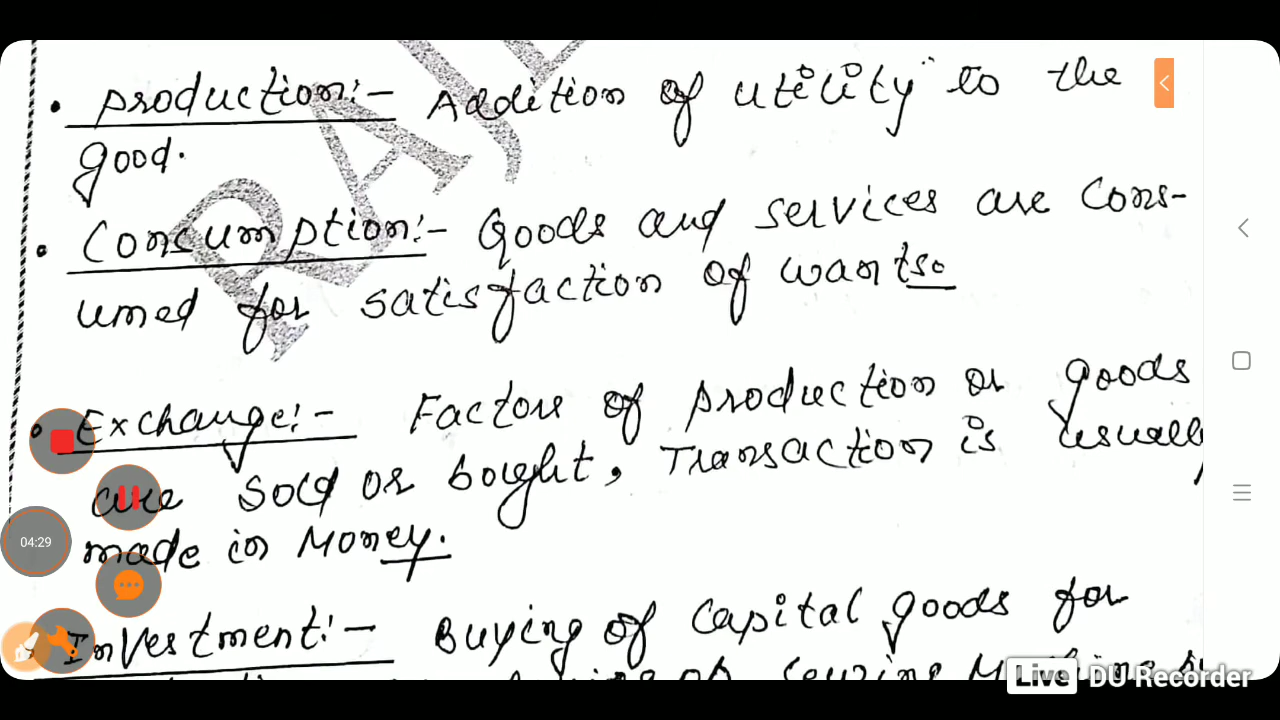 • Production:- Addition of utility to the
good.
• Consumption:- Goods and services are Cons-
umed for satisfaction of wants.
• Exchange:- Factors of production or goods
are sold or bought, Transaction is usually
made in Money.
Investment:- Buying of capital goods for
04:29
Live DU Recorder